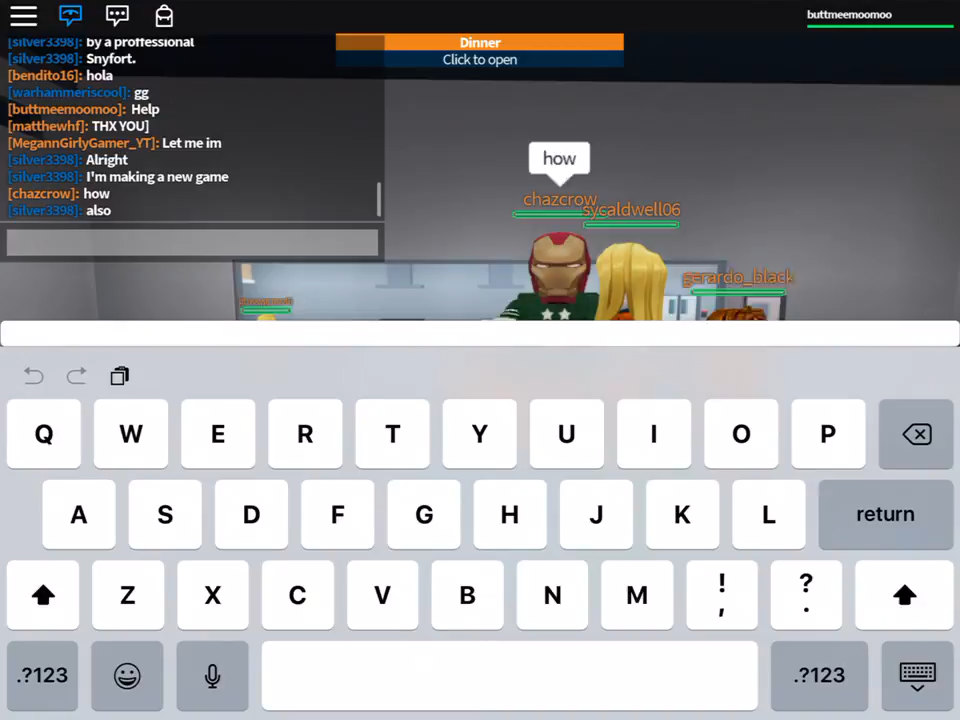 buttmeemoomoo
[silver3398]: by a proffessional
[silver3398]: Snyfort.
[bendito16]: hola
[warhammeriscool]: gg
[buttmeemoomoo]: Help
[matthewhf]: THX YOU]
[MegannGirlyGamer_YT]: Let me im
[silver3398]: Alright
[silver3398]: I'm making a new game
[chazcrow]: how
[silver3398]: also
Dinner
Click to open
how
chazcrow
sycaldwell06
gerardo_black
Q W E R T Y U I O P
A S D F G H J K L return
Z X C V B N M ! , ? .
.?123 .?123